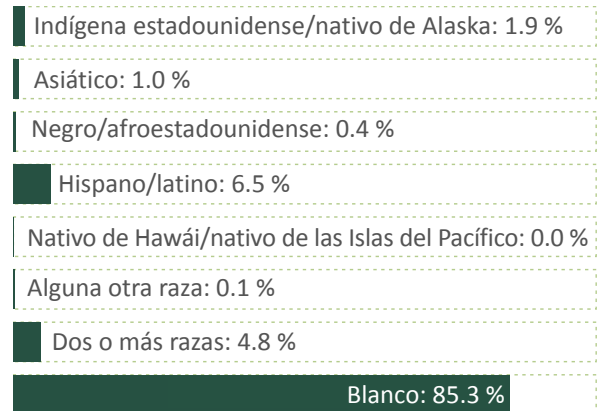 Indígena estadounidense/nativo de Alaska: 1.9 %
Asiático: 1.0 %
Negro/afroestadounidense: 0.4 %
Hispano/latino: 6.5 %
Nativo de Hawái/nativo de las Islas del Pacífico: 0.0 %
Alguna otra raza: 0.1 %
Dos o más razas: 4.8 %
Blanco: 85.3 %